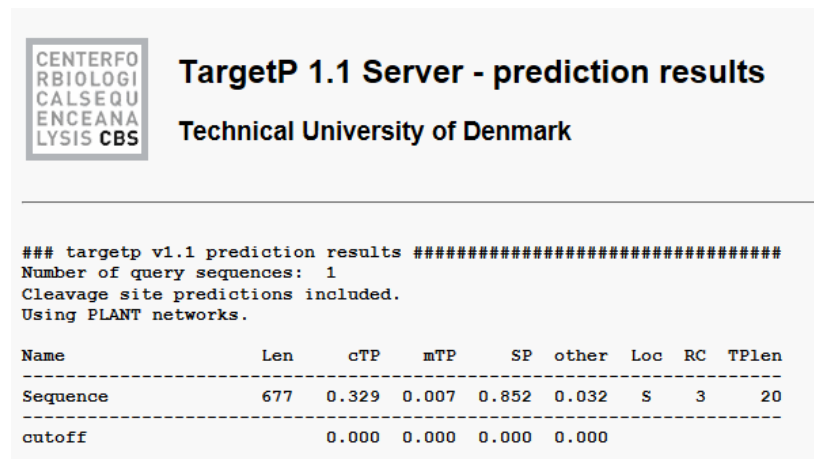 CENTERFO
RBIOLOGI
CALSEQU
ENCEANA
LYSIS CBS
TargetP 1.1 Server - prediction results
Technical University of Denmark
### targetp v1.1 prediction results ##################################
Number of query sequences:  1
Cleavage site predictions included.
Using PLANT networks.
Name                  Len    cTP    mTP     SP  other  Loc  RC  TPlen
----------------------------------------------------------------------
Sequence              677  0.329  0.007  0.852  0.032   S    3     20
----------------------------------------------------------------------
cutoff                     0.000  0.000  0.000  0.000